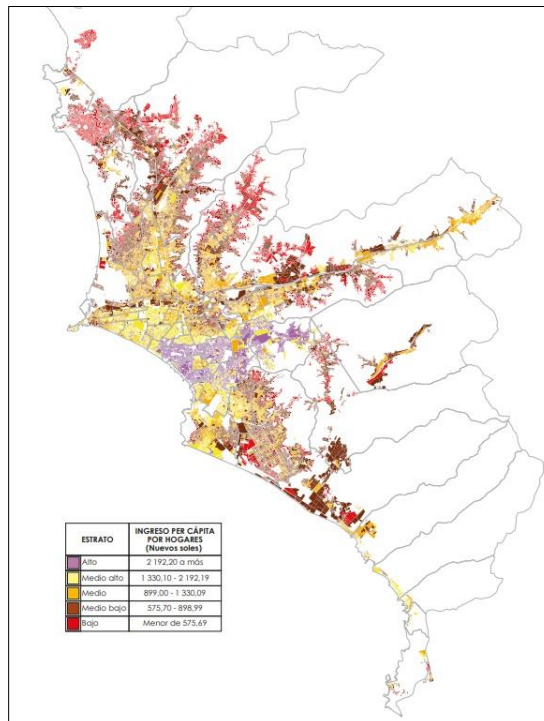 ESTRATO
INGRESO PER CÁPITA
POR HOGARES
(Nuevos soles)
Alto 2 192,20 a más
Medio alto 1 330,10 - 2 192,19
Medio 899,00 - 1 330,09
Medio bajo 575,70 - 898,99
Bajo Menor de 575,69